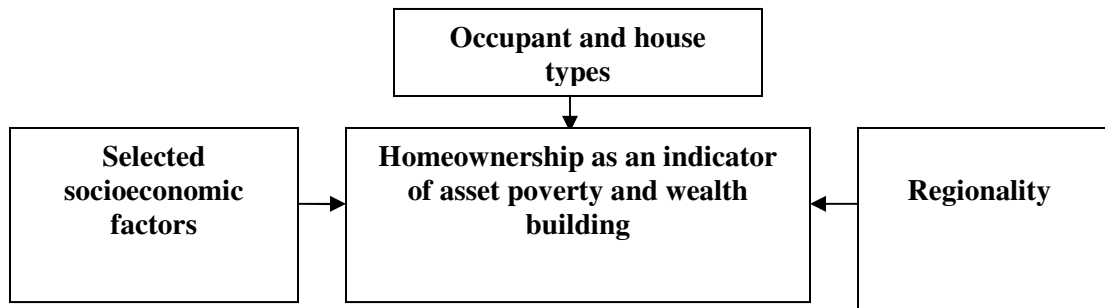 Occupant and house
types
Selected
socioeconomic
factors
Homeownership as an indicator
of asset poverty and wealth
building
Regionality